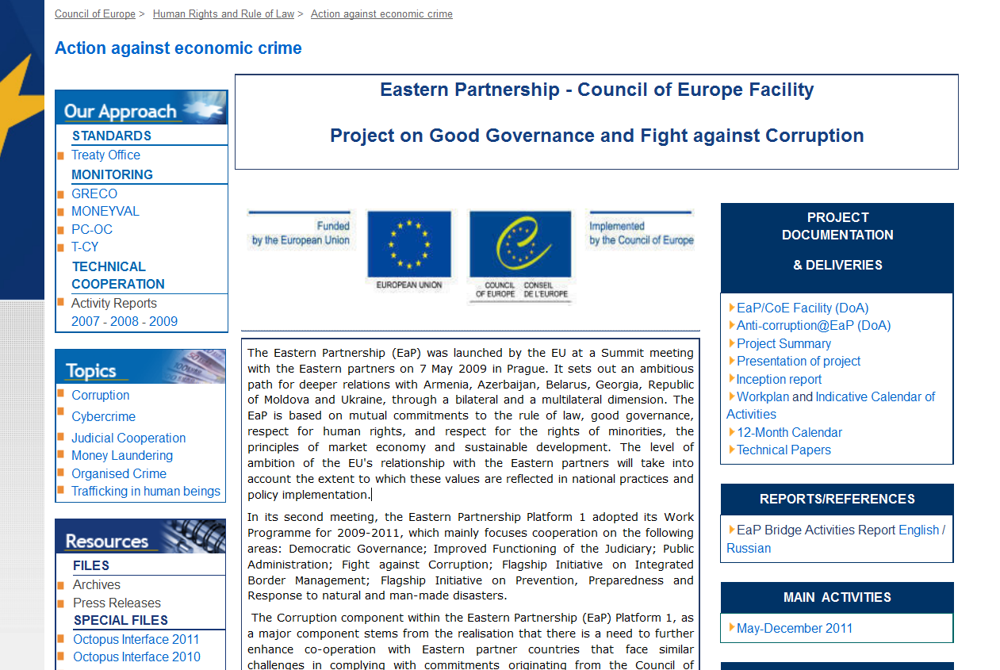 Council of Europe > Human Rights and Rule of Law > Action against economic crime
Action against economic crime
Our Approach
STANDARDS
Treaty Office
MONITORING
GRECO
MONEYVAL
PC-OC
T-CY
TECHNICAL
COOPERATION
Activity Reports
2007 - 2008 - 2009
Topics
Corruption
Cybercrime
Judicial Cooperation
Money Laundering
Organised Crime
Trafficking in human beings
Resources
FILES
Archives
Press Releases
SPECIAL FILES
Octopus Interface 2011
Octopus Interface 2010
Eastern Partnership - Council of Europe Facility
Project on Good Governance and Fight against Corruption
Funded
by the European Union
EUROPEAN UNION
COUNCIL CONSEIL
OF EUROPE DE L'EUROPE
Implemented
by the Council of Europe
The Eastern Partnership (EaP) was launched by the EU at a Summit meeting
with the Eastern partners on 7 May 2009 in Prague. It sets out an ambitious
path for deeper relations with Armenia, Azerbaijan, Belarus, Georgia, Republic
of Moldova and Ukraine, through a bilateral and a multilateral dimension. The
EaP is based on mutual commitments to the rule of law, good governance,
respect for human rights, and respect for the rights of minorities, the
principles of market economy and sustainable development. The level of
ambition of the EU's relationship with the Eastern partners will take into
account the extent to which these values are reflected in national practices and
policy implementation.
In its second meeting, the Eastern Partnership Platform 1 adopted its Work
Programme for 2009-2011, which mainly focuses cooperation on the following
areas: Democratic Governance; Improved Functioning of the Judiciary; Public
Administration; Fight against Corruption; Flagship Initiative on Integrated
Border Management; Flagship Initiative on Prevention, Preparedness and
Response to natural and man-made disasters.
The Corruption component within the Eastern Partnership (EaP) Platform 1, as
a major component stems from the realisation that there is a need to further
enhance co-operation with Eastern partner countries that face similar
challenges in complying with commitments originating from the Council of
PROJECT
DOCUMENTATION
& DELIVERIES
EaP/CoE Facility (DoA)
Anti-corruption@EaP (DoA)
Project Summary
Presentation of project
Inception report
Workplan and Indicative Calendar of
Activities
12-Month Calendar
Technical Papers
REPORTS/REFERENCES
EaP Bridge Activities Report English /
Russian
MAIN ACTIVITIES
May-December 2011